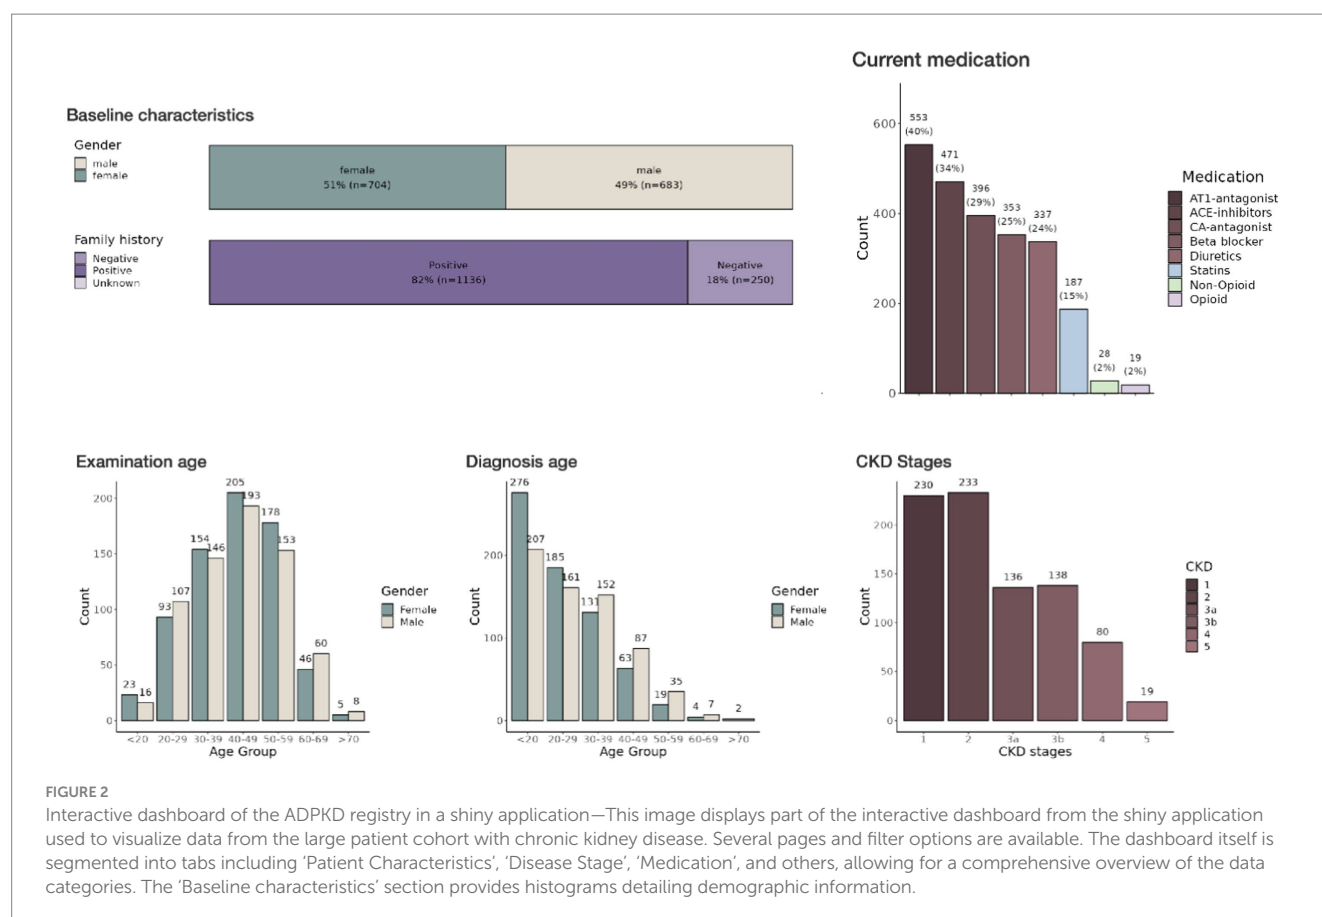 Baseline characteristics
Gender
male
female
female
51% (n=704)
male
49% (n=683)
Family history
Negative
Positive
Unknown
Positive
82% (n=1136)
Negative
18% (n=250)
Current medication
Count
600
400
200
0
553
(40%)
471
(34%)
396
(29%)
353
(25%)
337
(24%)
187
(15%)
28
(2%)
19
(2%)
Medication
AT1-antagonist
ACE-inhibitors
CA-antagonist
Beta blocker
Diuretics
Statins
Non-Opioid
Opioid
Examination age
Count
200
150
100
50
0
23
16
93
107
154
146
205
193
178
153
46
60
5
8
<20
20-29
30-39
40-49
50-59
60-69
>70
Age Group
Gender
Female
Male
Diagnosis age
Count
200
100
0
276
207
185
161
131
152
63
87
19
35
4
7
2
<20
20-29
30-39
40-49
50-59
60-69
>70
Age Group
Gender
Female
Male
CKD Stages
Count
200
150
100
50
0
230
233
136
138
80
19
1
2
3a
3b
4
5
CKD stages
CKD
1
2
3a
3b
4
5
FIGURE 2
Interactive dashboard of the ADPKD registry in a shiny application—This image displays part of the interactive dashboard from the shiny application
used to visualize data from the large patient cohort with chronic kidney disease. Several pages and filter options are available. The dashboard itself is
segmented into tabs including ‘Patient Characteristics’, ‘Disease Stage’, ‘Medication’, and others, allowing for a comprehensive overview of the data
categories. The ‘Baseline characteristics’ section provides histograms detailing demographic information.